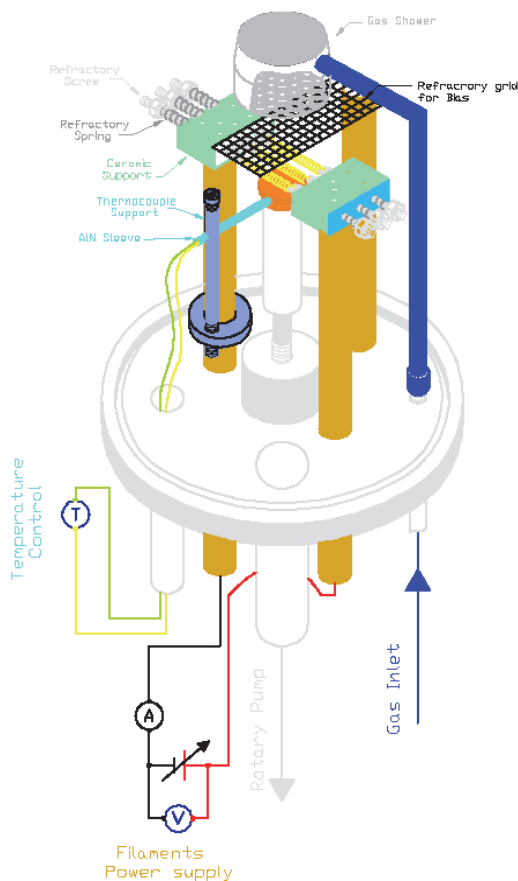 Gas Shower
Refractory
Screw
Refracrory grid
for Bias
Refractory
Spring
Ceramic
Support
Thermocouple
Support
AlN Sleeve
T
Temperature
Control
A
V
Rotary Pump
Gas Inlet
Filaments
Power supply